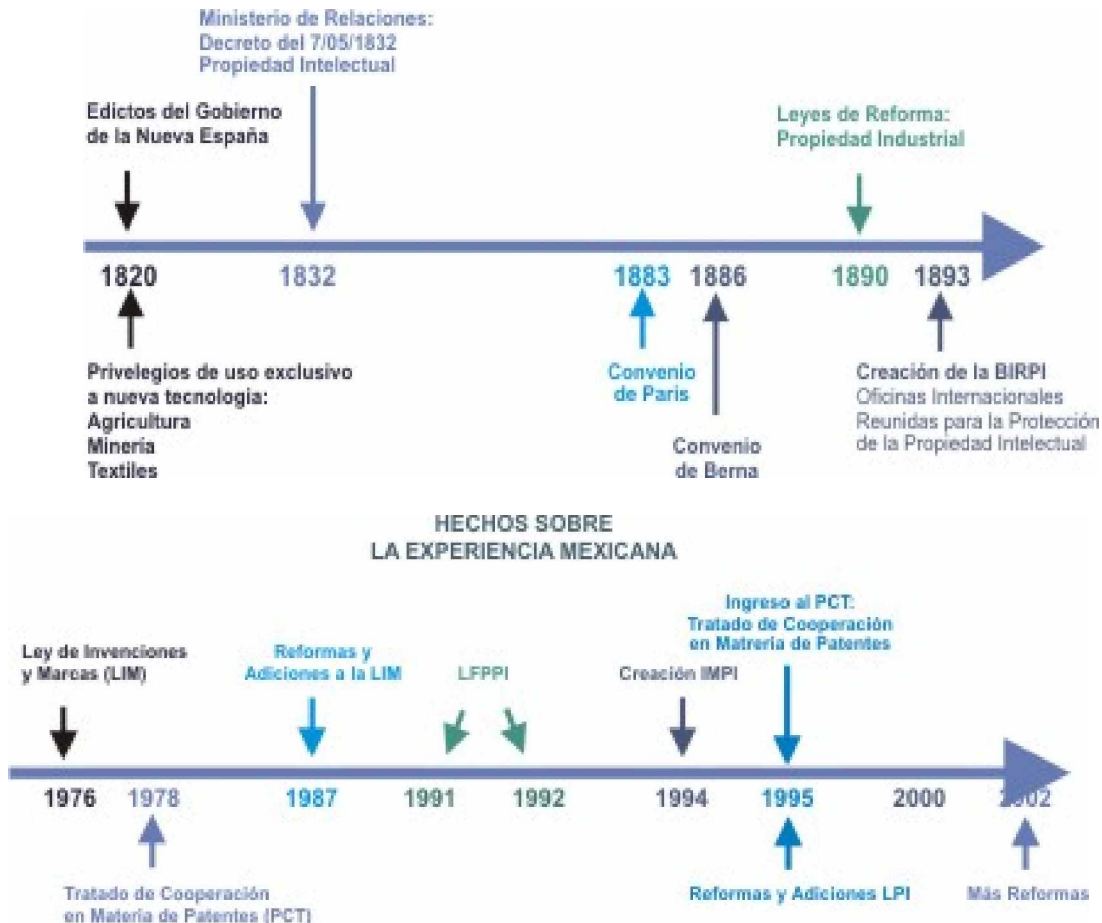 Ministerio de Relaciones:
Decreto del 7/05/1832
Propiedad Intelectual
Edictos del Gobierno
de la Nueva España
Leyes de Reforma:
Propiedad Industrial
1820
1832
1883
1886
1890
1893
Privelegios de uso exclusivo
a nueva tecnología:
Agricultura
Minería
Textiles
Convenio
de París
Convenio
de Berna
Creación de la BIRPI
Oficinas Internacionales
Reunidas para la Protección
de la Propiedad Intelectual
HECHOS SOBRE
LA EXPERIENCIA MEXICANA
Ley de Invenciones
y Marcas (LIM)
Reformas y
Adiciones a la LIM
LFPPI
Creación IMPI
Ingreso al PCT:
Tratado de Cooperación
en Matreria de Patentes
1976
1978
1987
1991
1992
1994
1995
2000
2002
Tratado de Cooperación
en Materia de Patentes (PCT)
Reformas y Adiciones LPI
Más Reformas